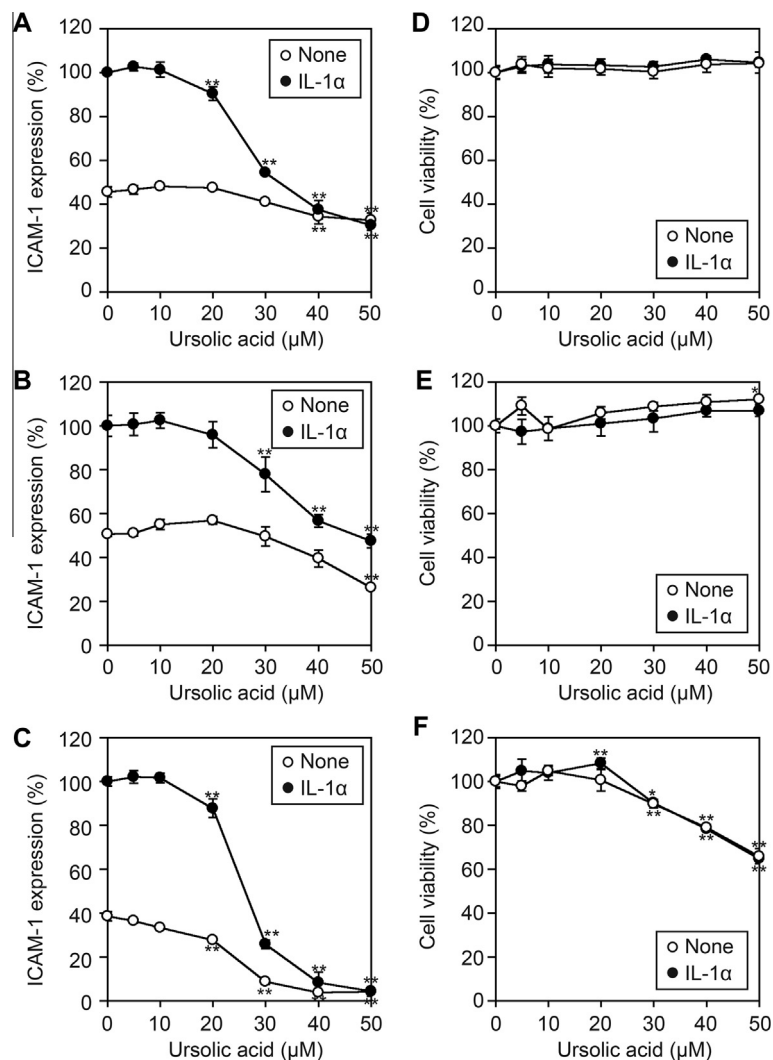 A
ICAM-1 expression (%)
120
100
80
60
40
20
0
None
IL-1α
**
**
**
**
**
**
0 10 20 30 40 50
Ursolic acid (μM)
D
Cell viability (%)
120
100
80
60
40
20
0
None
IL-1α
0 10 20 30 40 50
Ursolic acid (μM)
B
ICAM-1 expression (%)
120
100
80
60
40
20
0
None
IL-1α
**
**
**
**
0 10 20 30 40 50
Ursolic acid (μM)
E
Cell viability (%)
120
100
80
60
40
20
0
*
None
IL-1α
0 10 20 30 40 50
Ursolic acid (μM)
C
ICAM-1 expression (%)
120
100
80
60
40
20
0
None
IL-1α
**
**
**
**
**
**
**
**
0 10 20 30 40 50
Ursolic acid (μM)
F
Cell viability (%)
120
100
80
60
40
20
0
**
*
**
**
**
**
**
None
IL-1α
0 10 20 30 40 50
Ursolic acid (μM)